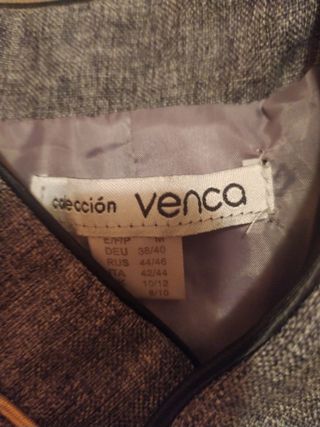 colección venca
E/F/P M
DEU 38/40
RUS 44/46
ITA 42/44
10/12
8/10